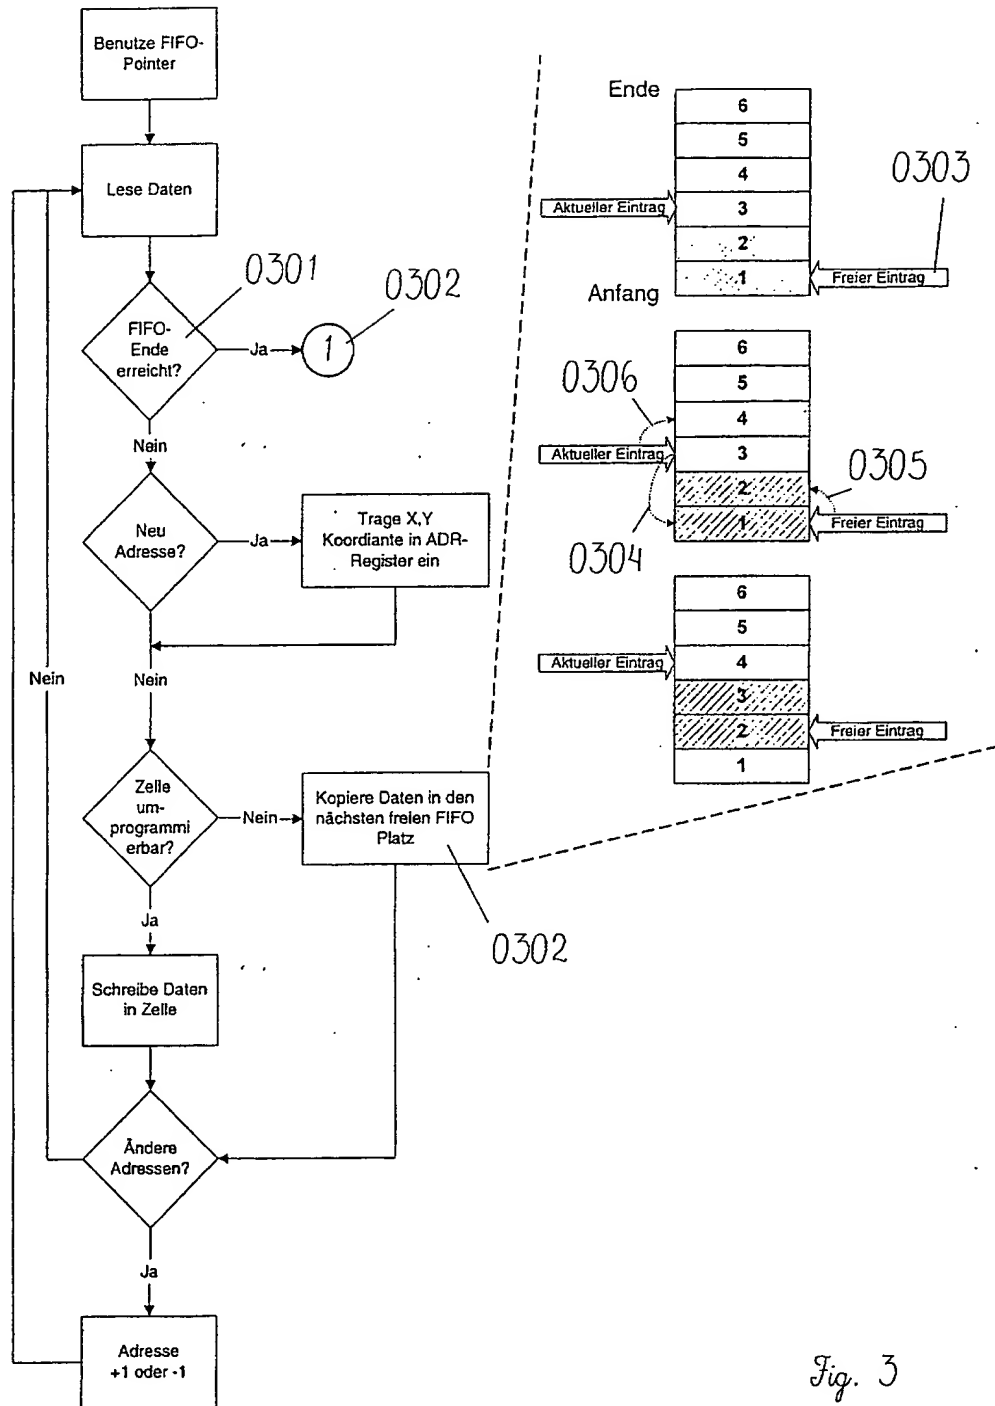 Benutze FIFO-
Pointer
Lese Daten
0301
0302
FIFO-
Ende
erreicht?
Ja
1
Nein
Neu
Adresse?
Ja
Trage X,Y
Koordiante in ADR-
Register ein
Nein
Nein
Zelle
um-
programmi
erbar?
Nein
Kopiere Daten in den
nächsten freien FIFO
Platz
0302
Ja
Schreibe Daten
in Zelle
Ändere
Adressen?
Ja
Adresse
+1 oder -1
Ende
6
5
4
0303
Aktueller Eintrag
3
2
1
Freier Eintrag
Anfang
6
0306
5
4
Aktueller Eintrag
3
0305
2
1
Freier Eintrag
0304
6
5
Aktueller Eintrag
4
3
2
Freier Eintrag
1
Fig. 3